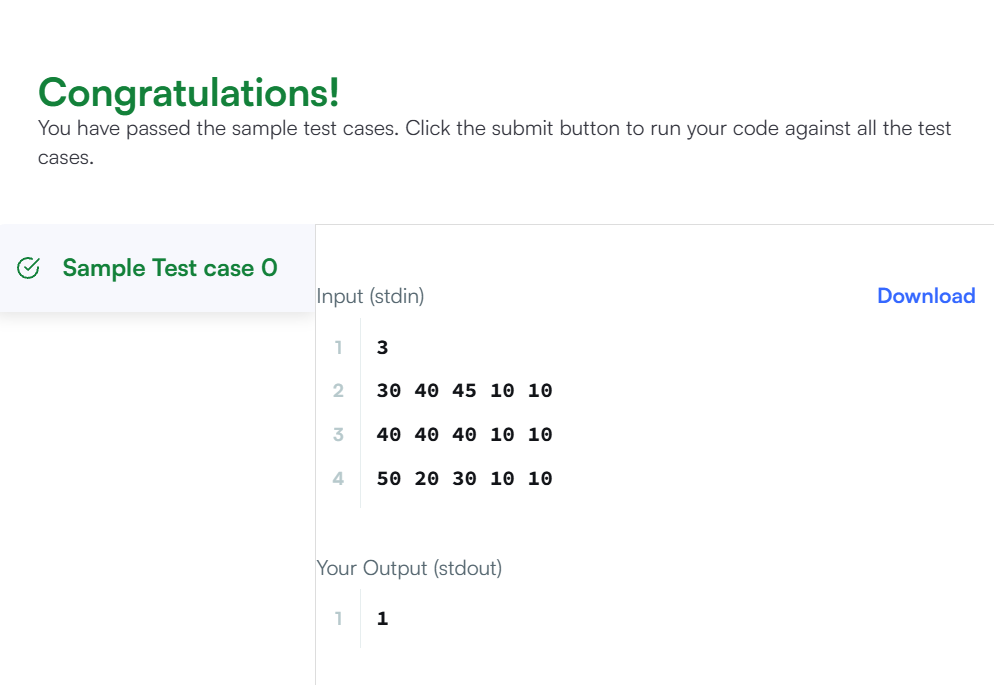 Congratulations!
You have passed the sample test cases. Click the submit button to run your code against all the test
cases.
Sample Test case 0
Input (stdin)
Download
1 3
2 30 40 45 10 10
3 40 40 40 10 10
4 50 20 30 10 10
Your Output (stdout)
1 1